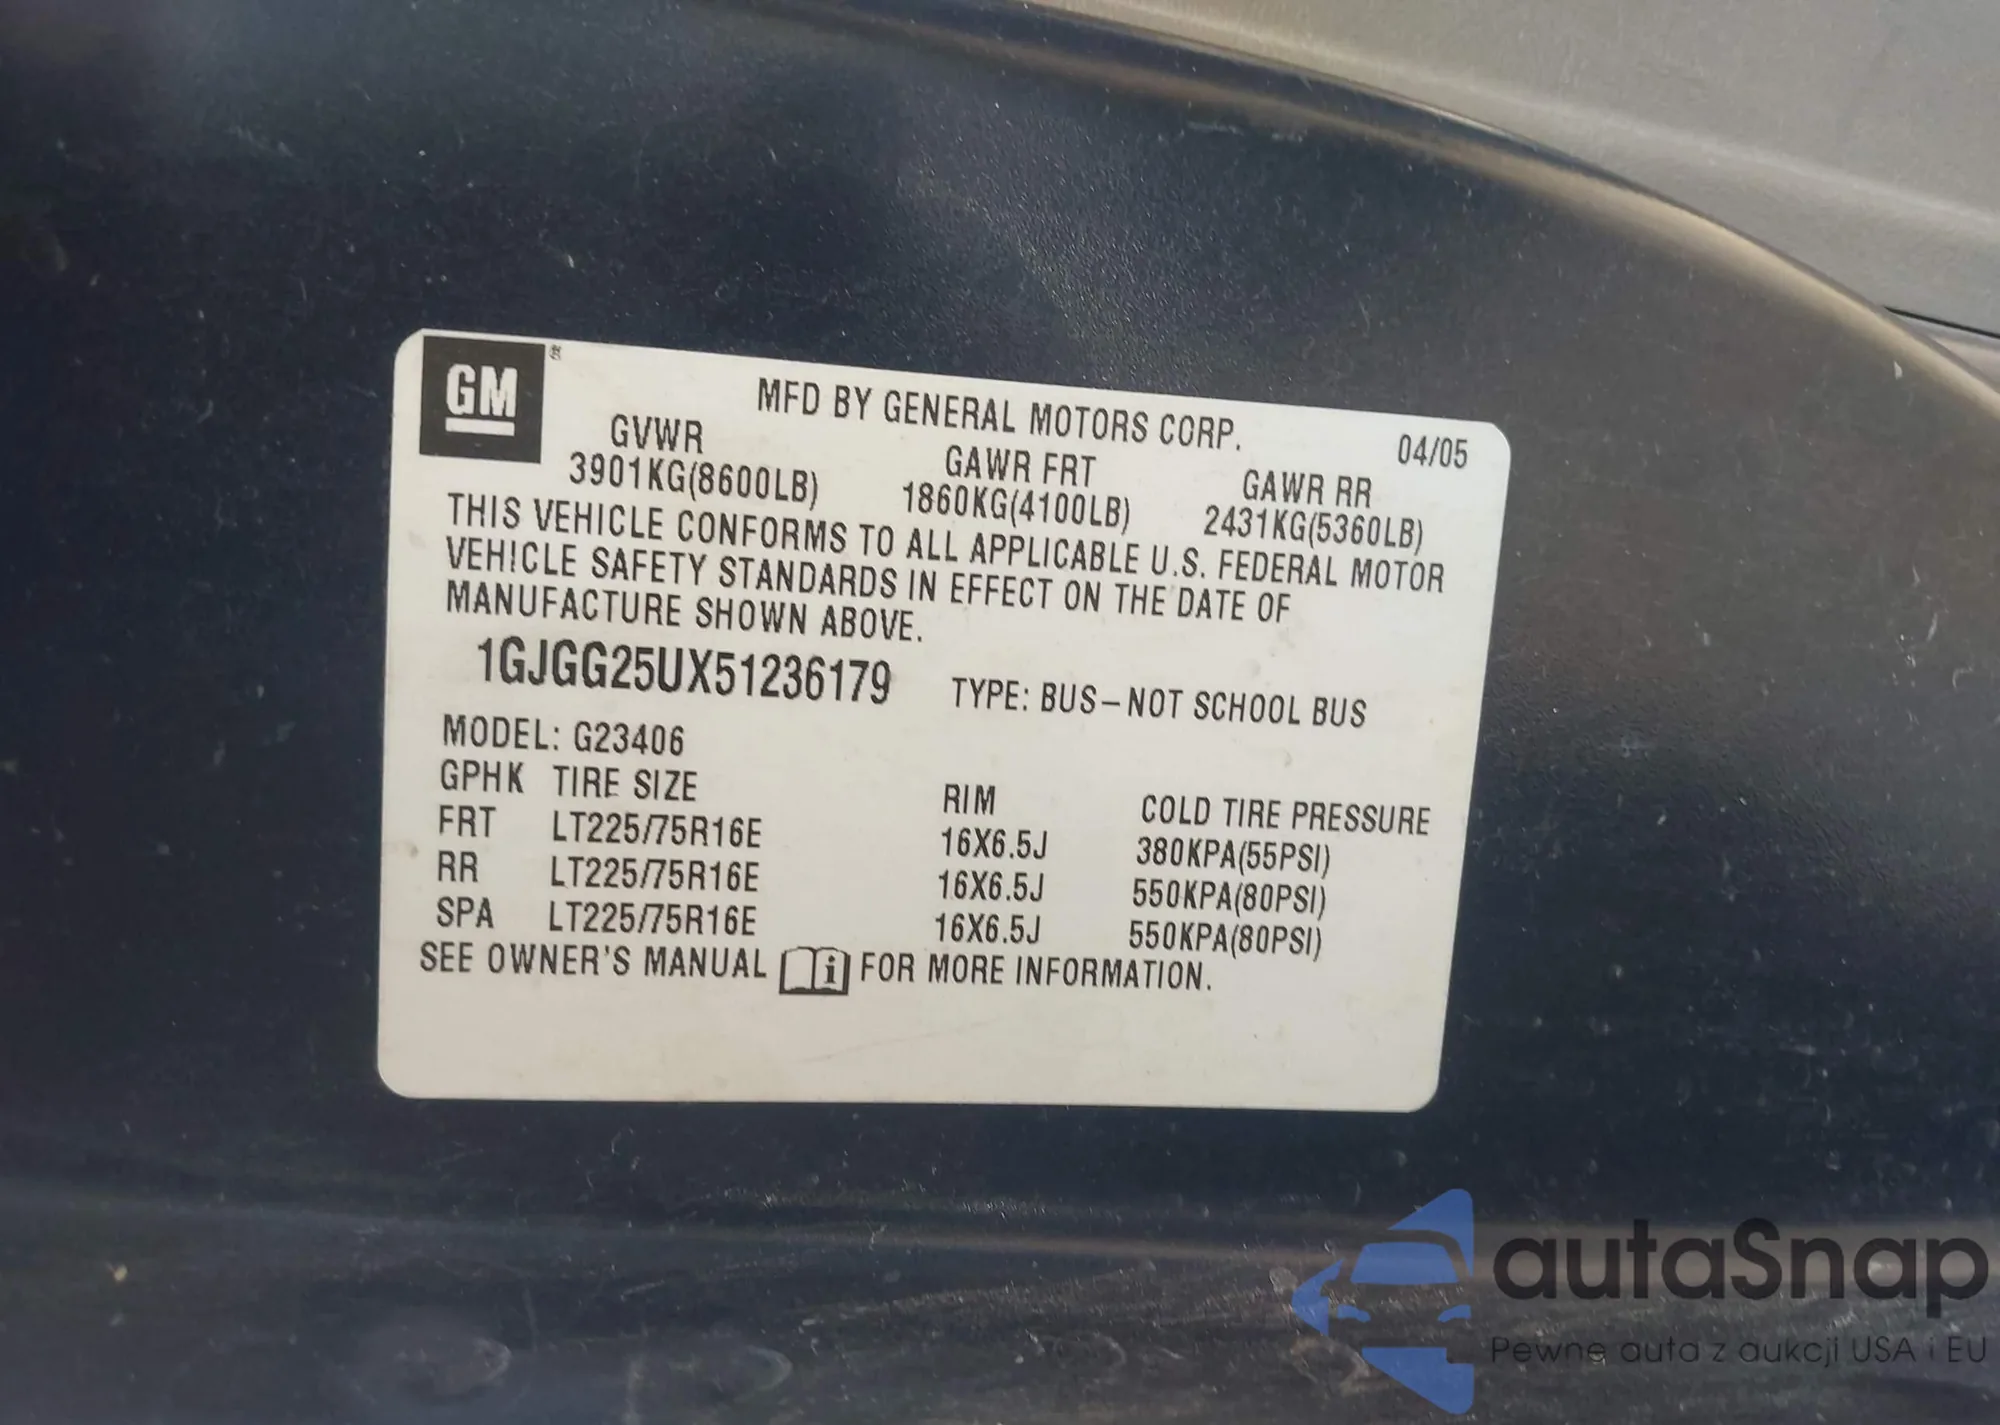 GM ®
MFD BY GENERAL MOTORS CORP. 04/05
GVWR GAWR FRT GAWR RR
3901KG(8600LB) 1860KG(4100LB) 2431KG(5360LB)
THIS VEHICLE CONFORMS TO ALL APPLICABLE U.S. FEDERAL MOTOR
VEHICLE SAFETY STANDARDS IN EFFECT ON THE DATE OF
MANUFACTURE SHOWN ABOVE.
1GJGG25UX51236179 TYPE: BUS–NOT SCHOOL BUS
MODEL: G23406
GPHK TIRE SIZE RIM COLD TIRE PRESSURE
FRT LT225/75R16E 16X6.5J 380KPA(55PSI)
RR LT225/75R16E 16X6.5J 550KPA(80PSI)
SPA LT225/75R16E 16X6.5J 550KPA(80PSI)
SEE OWNER'S MANUAL i FOR MORE INFORMATION.
autaSnap
Pewne auta z aukcji USA i EU